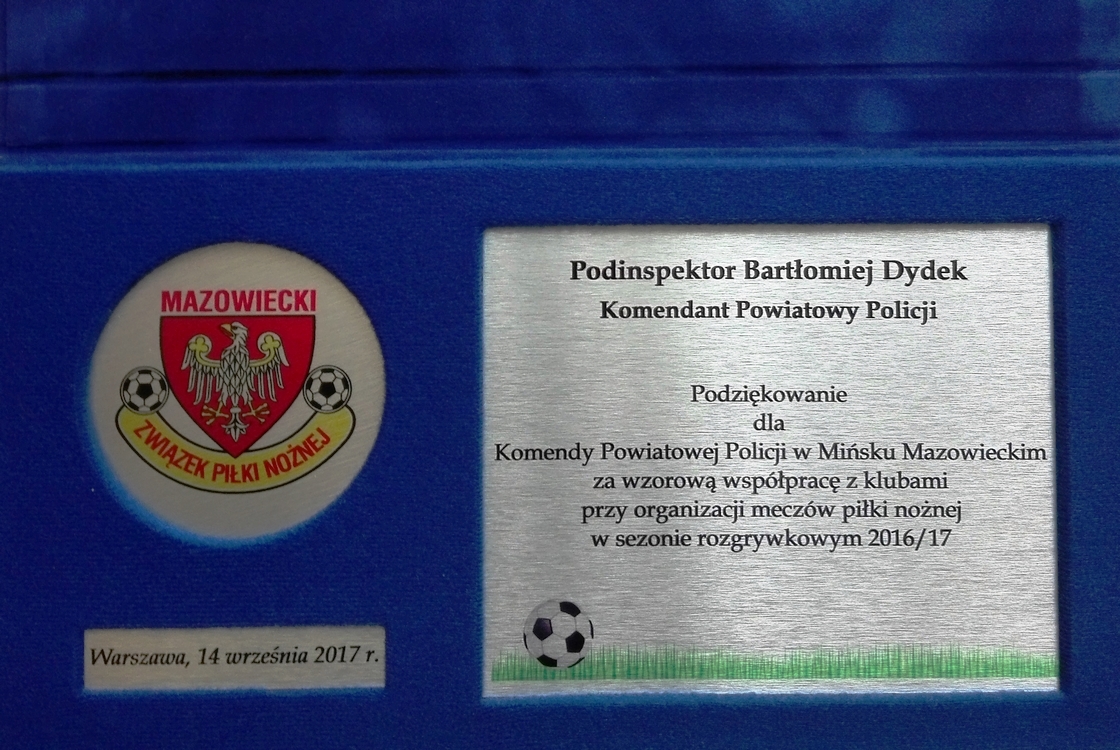 MAZOWIECKI
ZWIĄZEK PIŁKI NOŻNEJ
Warszawa, 14 września 2017 r.
Podinspektor Bartłomiej Dydek
Komendant Powiatowy Policji
Podziękowanie
dla
Komendy Powiatowej Policji w Mińsku Mazowieckim
za wzorową współpracę z klubami
przy organizacji meczów piłki nożnej
w sezonie rozgrywkowym 2016/17